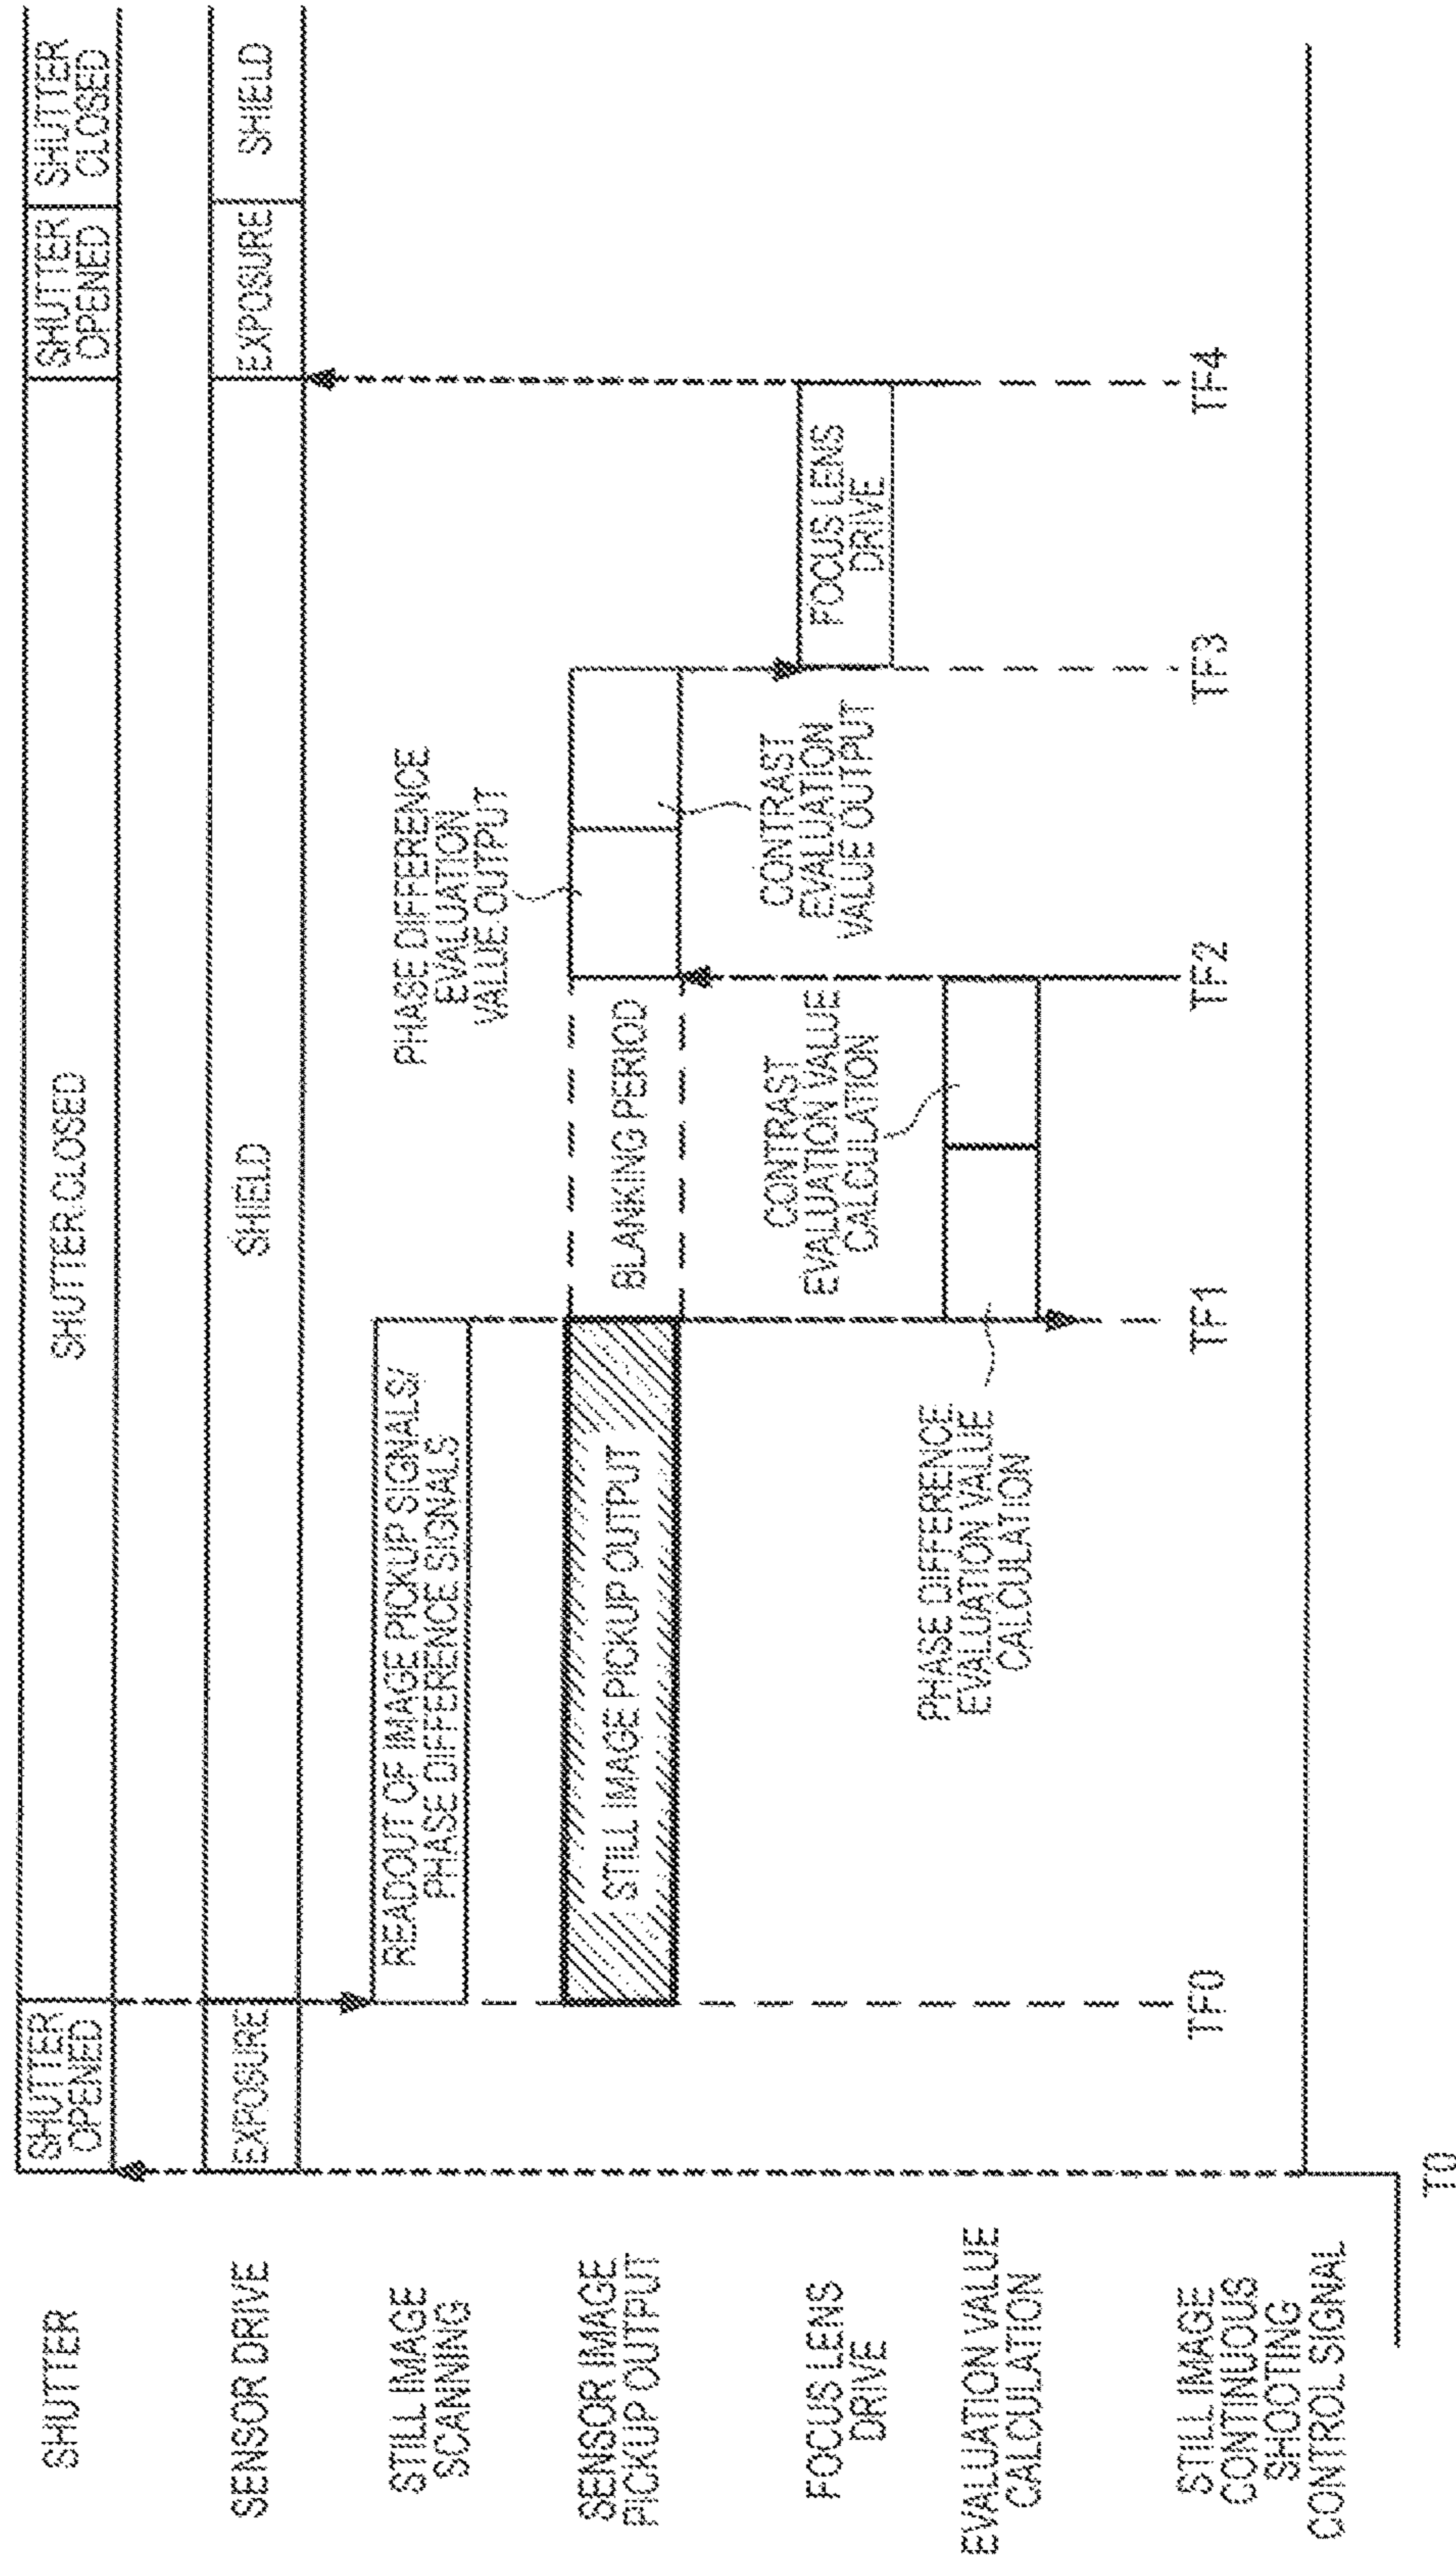 SHUTTER
SHUTTER
OPENED
SHUTTER CLOSED
SHUTTER
OPENED
SHUTTER
CLOSED
SENSOR DRIVE
EXPOSURE
SHIELD
EXPOSURE
SHIELD
STILL IMAGE
SCANNING
READOUT OF IMAGE PICKUP SIGNALS/
PHASE DIFFERENCE SIGNALS
PHASE DIFFERENCE
EVALUATION
VALUE OUTPUT
SENSOR IMAGE
PICKUP OUTPUT
STILL IMAGE PICKUP OUTPUT
BLANKING PERIOD
CONTRAST
EVALUATION
VALUE OUTPUT
FOCUS LENS
DRIVE
FOCUS LENS
DRIVE
CONTRAST
EVALUATION VALUE
CALCULATION
EVALUATION VALUE
CALCULATION
PHASE DIFFERENCE
EVALUATION VALUE
CALCULATION
STILL IMAGE
CONTINUOUS
SHOOTING
CONTROL SIGNAL
TF0
TF1
TF2
TF3
TF4
T0